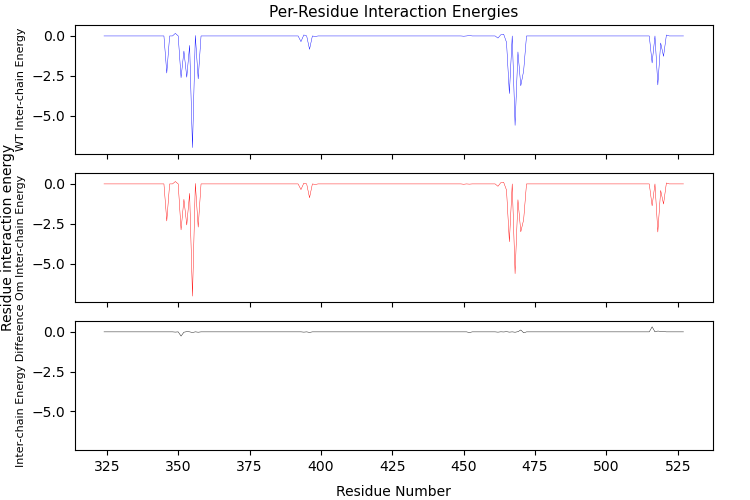 Per-Residue Interaction Energies
Residue interaction energy
WT Inter-chain Energy
0.0
−2.5
−5.0
Om Inter-chain Energy
0.0
−2.5
−5.0
Inter-chain Energy Difference
0.0
−2.5
−5.0
325 350 375 400 425 450 475 500 525
Residue Number